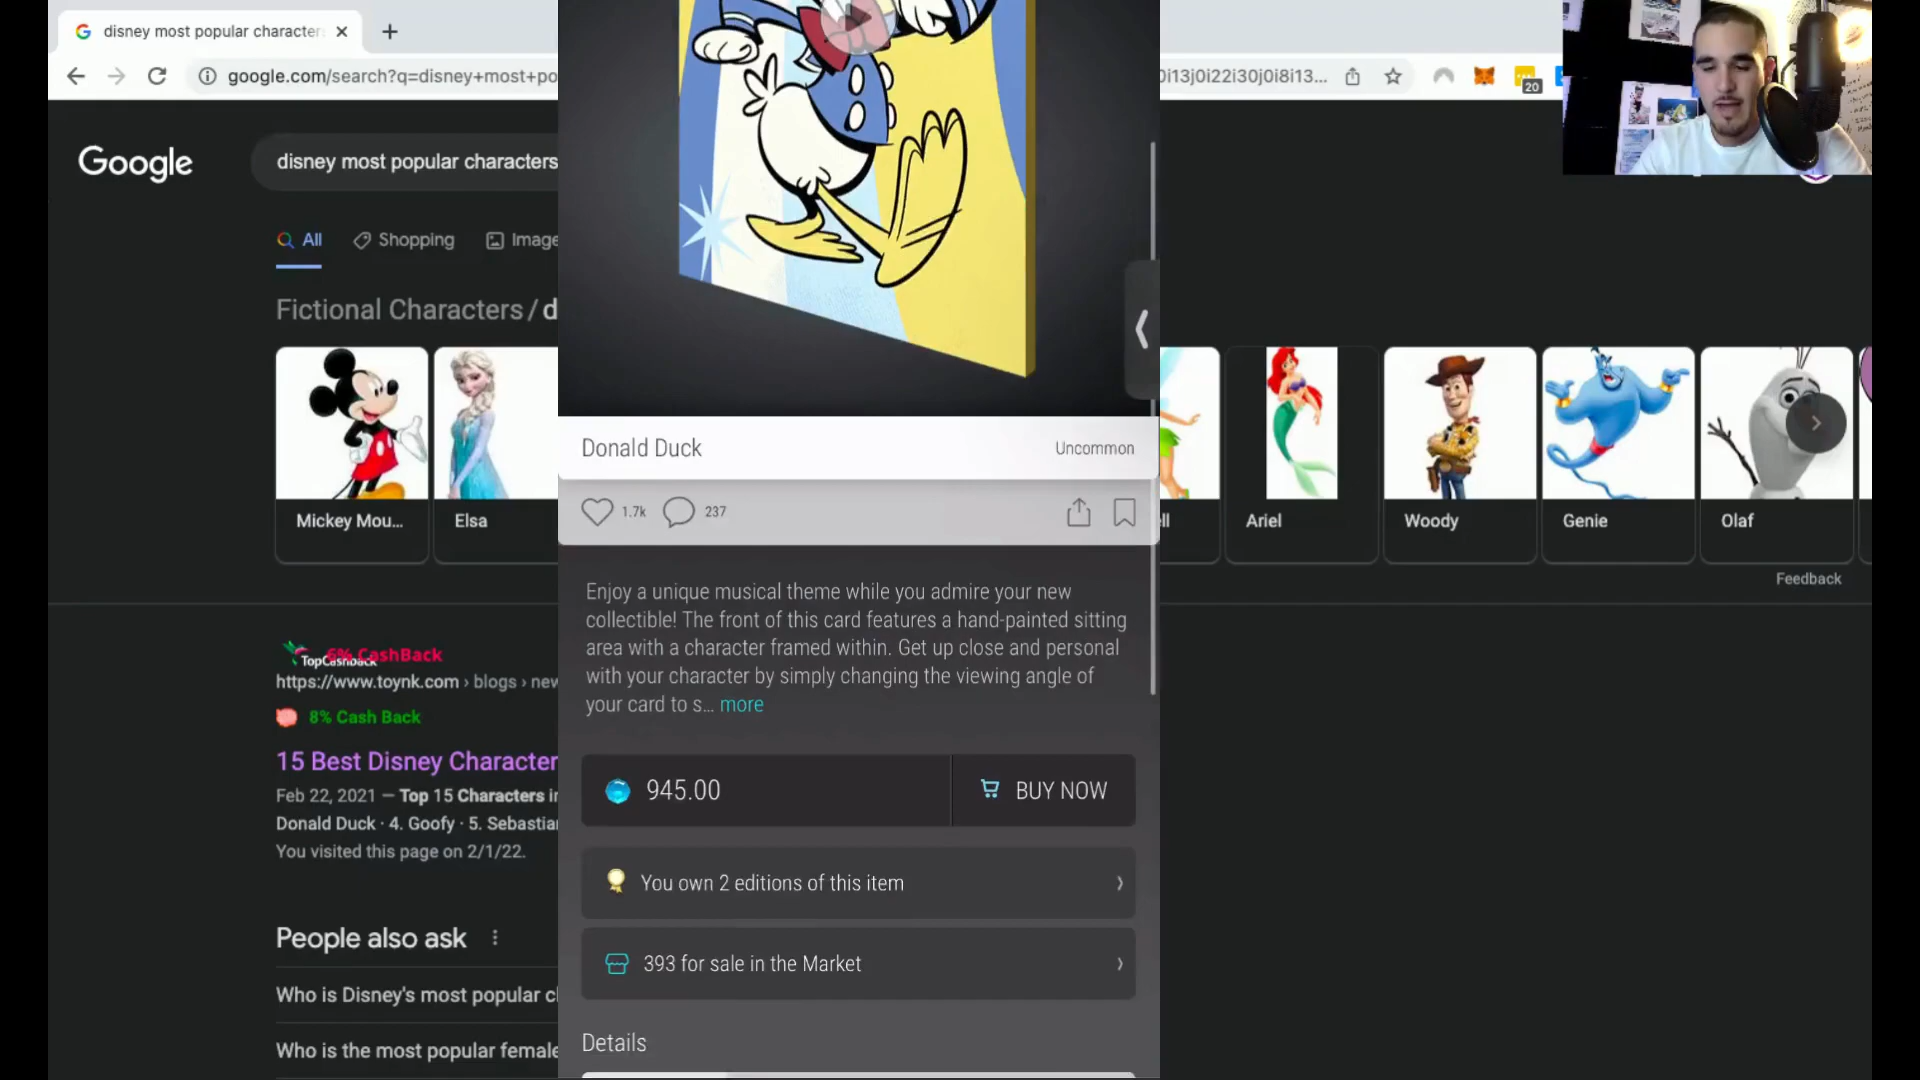 disney most popular character
google.com/search?q=disney+most+po
0i13j0i22i30j0i8i13...
20
Google
disney most popular characters
All
Shopping
Image
Fictional Characters / d
Mickey Mou...
Elsa
ll
Ariel
Woody
Genie
Olaf
Feedback
Donald Duck
Uncommon
1.7k
237
Enjoy a unique musical theme while you admire your new
collectible! The front of this card features a hand-painted sitting
area with a character framed within. Get up close and personal
with your character by simply changing the viewing angle of
your card to s... more
945.00
BUY NOW
You own 2 editions of this item
393 for sale in the Market
Details
6% CashBack
TopCashback
https://www.toynk.com › blogs › new
8% Cash Back
15 Best Disney Character
Feb 22, 2021 — Top 15 Characters in
Donald Duck · 4. Goofy · 5. Sebastian
You visited this page on 2/1/22.
People also ask
Who is Disney's most popular cl
Who is the most popular female